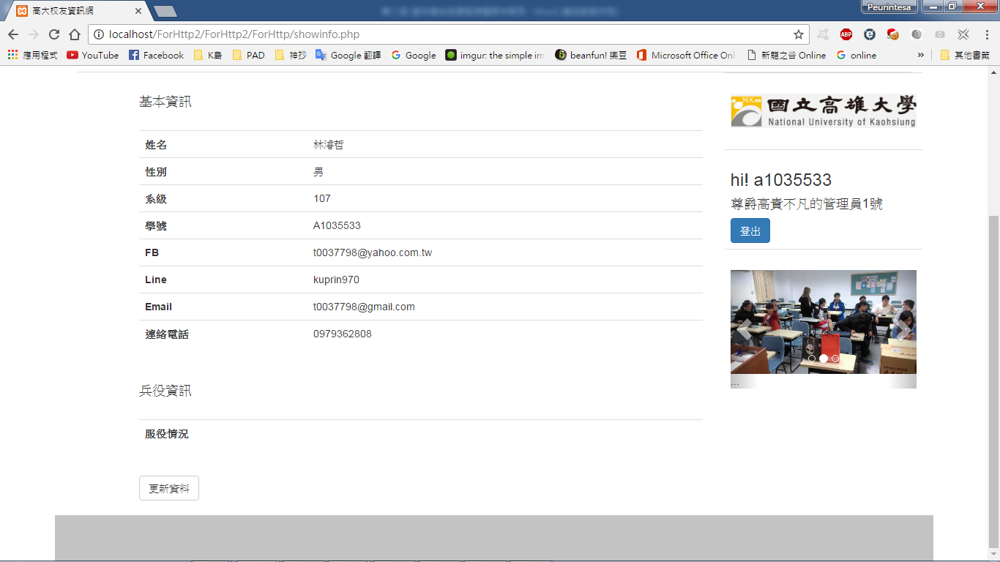 高大校友資訊網
Peurintesa
localhost/ForHttp2/ForHttp2/ForHttp/showinfo.php
ABP
應用程式 YouTube Facebook K島 PAD 神抄 Google 翻譯 Google imgur: the simple im beanfun! 樂豆 Microsoft Office Onli 新龍之谷 Online online » 其他書籤
基本資訊
姓名 林濬哲
性別 男
系級 107
學號 A1035533
FB t0037798@yahoo.com.tw
Line kuprin970
Email t0037798@gmail.com
連絡電話 0979362808
兵役資訊
服役情況
更新資料
NUK
國立高雄大學
National University of Kaohsiung
hi! a1035533
尊爵高貴不凡的管理員1號
登出
...